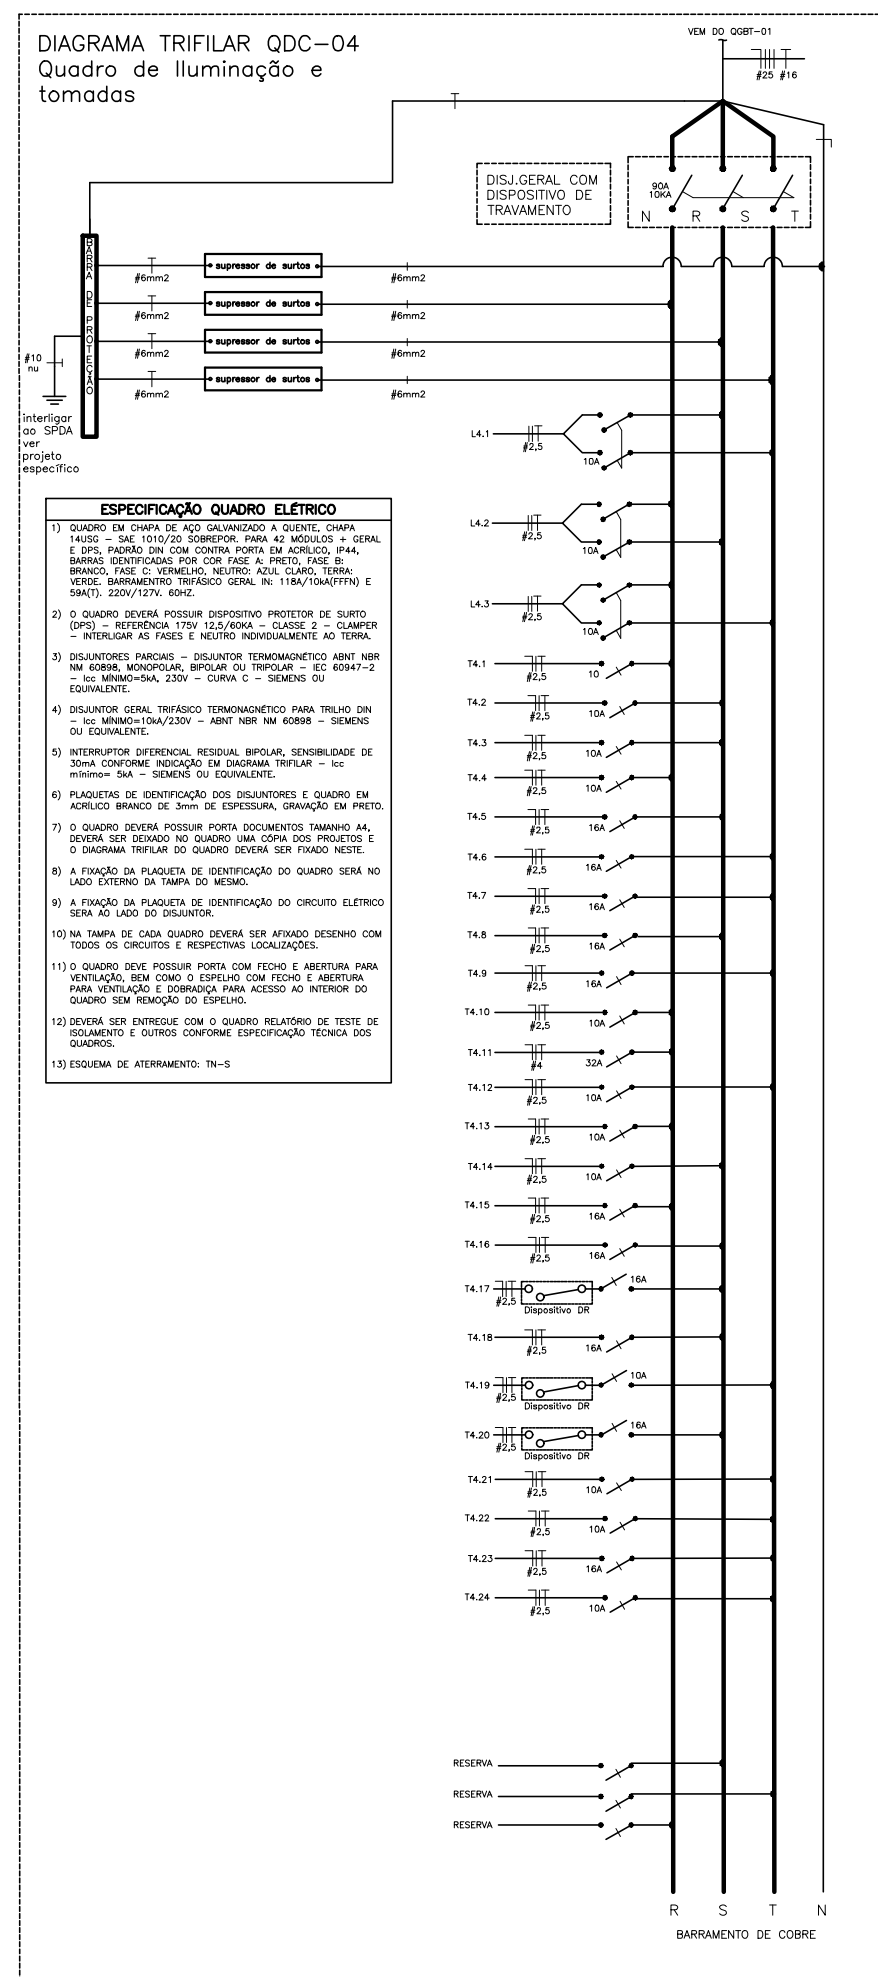 DIAGRAMA TRIFILAR QDC-04
Quadro de Iluminação e
tomadas
VEM DO QGBT-01
#25 #16
DISJ.GERAL COM
DISPOSITIVO DE
TRAVAMENTO
90A
10KA
N R S T
BARRA DE PROTEÇÃO
#6mm2 supressor de surtos #6mm2
#6mm2 supressor de surtos #6mm2
#6mm2 supressor de surtos #6mm2
#6mm2 supressor de surtos #6mm2
#10
nu
interligar
ao SPDA
ver
projeto
específico
ESPECIFICAÇÃO QUADRO ELÉTRICO
1) QUADRO EM CHAPA DE AÇO GALVANIZADO A QUENTE, CHAPA
14USG - SAE 1010/20 SOBREPOR. PARA 42 MÓDULOS + GERAL
E DPS, PADRÃO DIN COM CONTRA PORTA EM ACRÍLICO, IP44,
BARRAS IDENTIFICADAS POR COR FASE A: PRETO, FASE B:
BRANCO, FASE C: VERMELHO, NEUTRO: AZUL CLARO, TERRA:
VERDE. BARRAMENTRO TRIFÁSICO GERAL IN: 118A/10kA(FFFN) E
59A(T). 220V/127V. 60HZ.
2) O QUADRO DEVERÁ POSSUIR DISPOSITIVO PROTETOR DE SURTO
(DPS) - REFERÊNCIA 175V 12,5/60KA - CLASSE 2 - CLAMPER
- INTERLIGAR AS FASES E NEUTRO INDIVIDUALMENTE AO TERRA.
3) DISJUNTORES PARCIAIS - DISJUNTOR TERMOMAGNÉTICO ABNT NBR
NM 60898, MONOPOLAR, BIPOLAR OU TRIPOLAR - IEC 60947-2
- Icc MÍNIMO=5kA, 230V - CURVA C - SIEMENS OU
EQUIVALENTE.
4) DISJUNTOR GERAL TRIFÁSICO TERMONAGNÉTICO PARA TRILHO DIN
- Icc MÍNIMO=10kA/230V - ABNT NBR NM 60898 - SIEMENS
OU EQUIVALENTE.
5) INTERRUPTOR DIFERENCIAL RESIDUAL BIPOLAR, SENSIBILIDADE DE
30mA CONFORME INDICAÇÃO EM DIAGRAMA TRIFILAR - Icc
mínimo= 5kA - SIEMENS OU EQUIVALENTE.
6) PLAQUETAS DE IDENTIFICAÇÃO DOS DISJUNTORES E QUADRO EM
ACRÍLICO BRANCO DE 3mm DE ESPESSURA, GRAVAÇÃO EM PRETO.
7) O QUADRO DEVERÁ POSSUIR PORTA DOCUMENTOS TAMANHO A4,
DEVERÁ SER DEIXADO NO QUADRO UMA CÓPIA DOS PROJETOS E
O DIAGRAMA TRIFILAR DO QUADRO DEVERÁ SER FIXADO NESTE.
8) A FIXAÇÃO DA PLAQUETA DE IDENTIFICAÇÃO DO QUADRO SERÁ NO
LADO EXTERNO DA TAMPA DO MESMO.
9) A FIXAÇÃO DA PLAQUETA DE IDENTIFICAÇÃO DO CIRCUITO ELÉTRICO
SERA AO LADO DO DISJUNTOR.
10) NA TAMPA DE CADA QUADRO DEVERÁ SER AFIXADO DESENHO COM
TODOS OS CIRCUITOS E RESPECTIVAS LOCALIZAÇÕES.
11) O QUADRO DEVE POSSUIR PORTA COM FECHO E ABERTURA PARA
VENTILAÇÃO, BEM COMO O ESPELHO COM FECHO E ABERTURA
PARA VENTILAÇÃO E DOBRADIÇA PARA ACESSO AO INTERIOR DO
QUADRO SEM REMOÇÃO DO ESPELHO.
12) DEVERÁ SER ENTREGUE COM O QUADRO RELATÓRIO DE TESTE DE
ISOLAMENTO E OUTROS CONFORME ESPECIFICAÇÃO TÉCNICA DOS
QUADROS.
13) ESQUEMA DE ATERRAMENTO: TN-S
L4.1 #2,5 10A
L4.2 #2,5 10A
L4.3 #2,5 10A
T4.1 #2,5 10
T4.2 #2,5 10A
T4.3 #2,5 10A
T4.4 #2,5 10A
T4.5 #2,5 16A
T4.6 #2,5 16A
T4.7 #2,5 16A
T4.8 #2,5 16A
T4.9 #2,5 16A
T4.10 #2,5 10A
T4.11 #4 32A
T4.12 #2,5 10A
T4.13 #2,5 10A
T4.14 #2,5 10A
T4.15 #2,5 16A
T4.16 #2,5 16A
T4.17 #2,5 Dispositivo DR 16A
T4.18 #2,5 16A
T4.19 #2,5 Dispositivo DR 10A
T4.20 #2,5 Dispositivo DR 16A
T4.21 #2,5 10A
T4.22 #2,5 10A
T4.23 #2,5 16A
T4.24 #2,5 10A
RESERVA
RESERVA
RESERVA
R S T N
BARRAMENTO DE COBRE